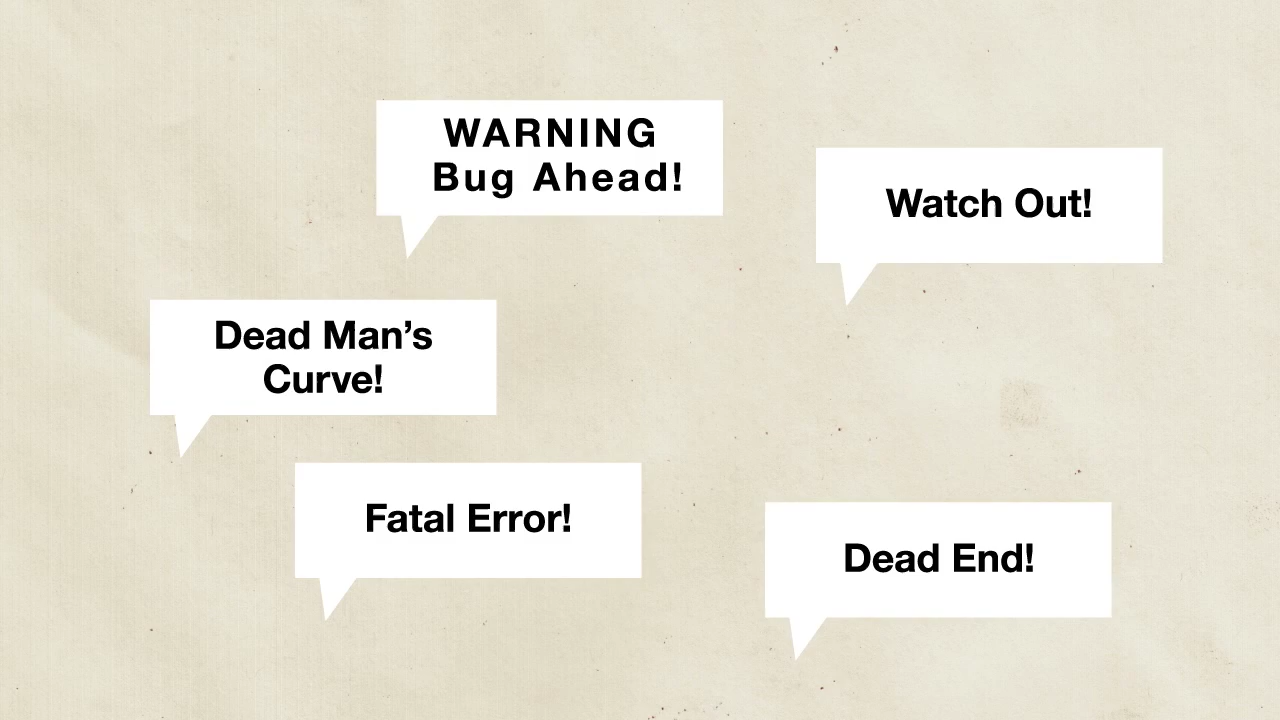 WARNING
Bug Ahead!
Watch Out!
Dead Man’s
Curve!
Fatal Error!
Dead End!